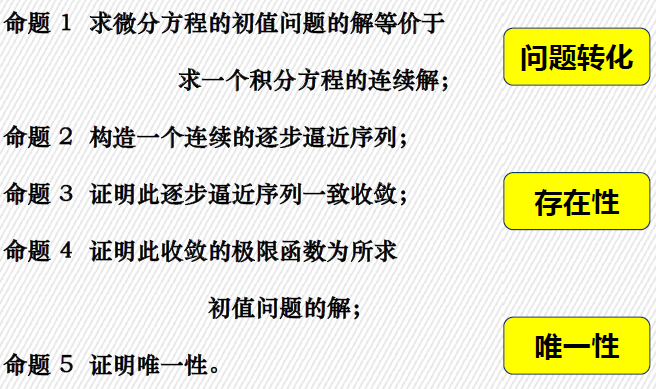 命题 1 求微分方程的初值问题的解等价于
问题转化
求一个积分方程的连续解；
命题 2 构造一个连续的逐步逼近序列；
命题 3 证明此逐步逼近序列一致收敛；
存在性
命题 4 证明此收敛的极限函数为所求
初值问题的解；
命题 5 证明唯一性。
唯一性